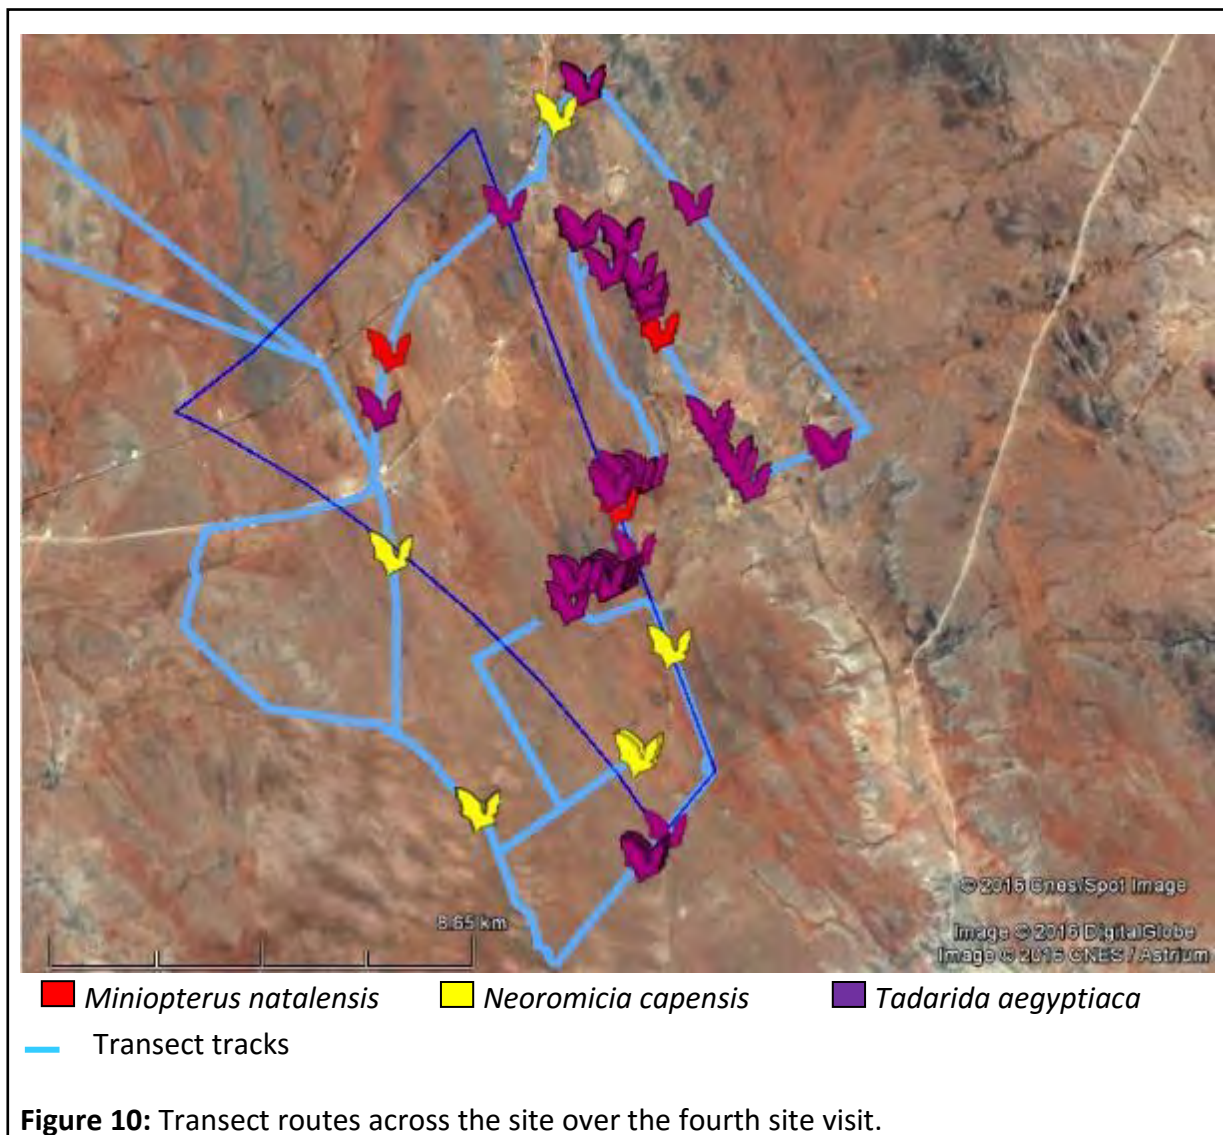 © 2016 Cnes/Spot Image
8.65 km
Image © 2016 DigitalGlobe
Image © 2016 CNES / Astrium
Miniopterus natalensis Neoromicia capensis Tadarida aegyptiaca
Transect tracks
Figure 10: Transect routes across the site over the fourth site visit.